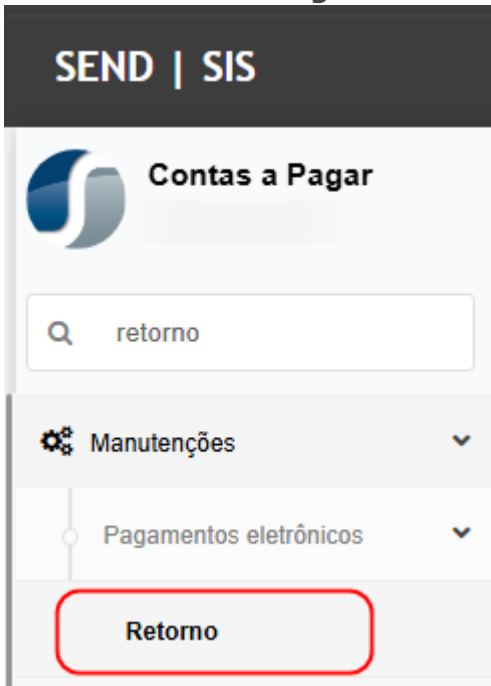 SEND | SIS
Contas a Pagar
retorno
Manutenções
Pagamentos eletrônicos
Retorno